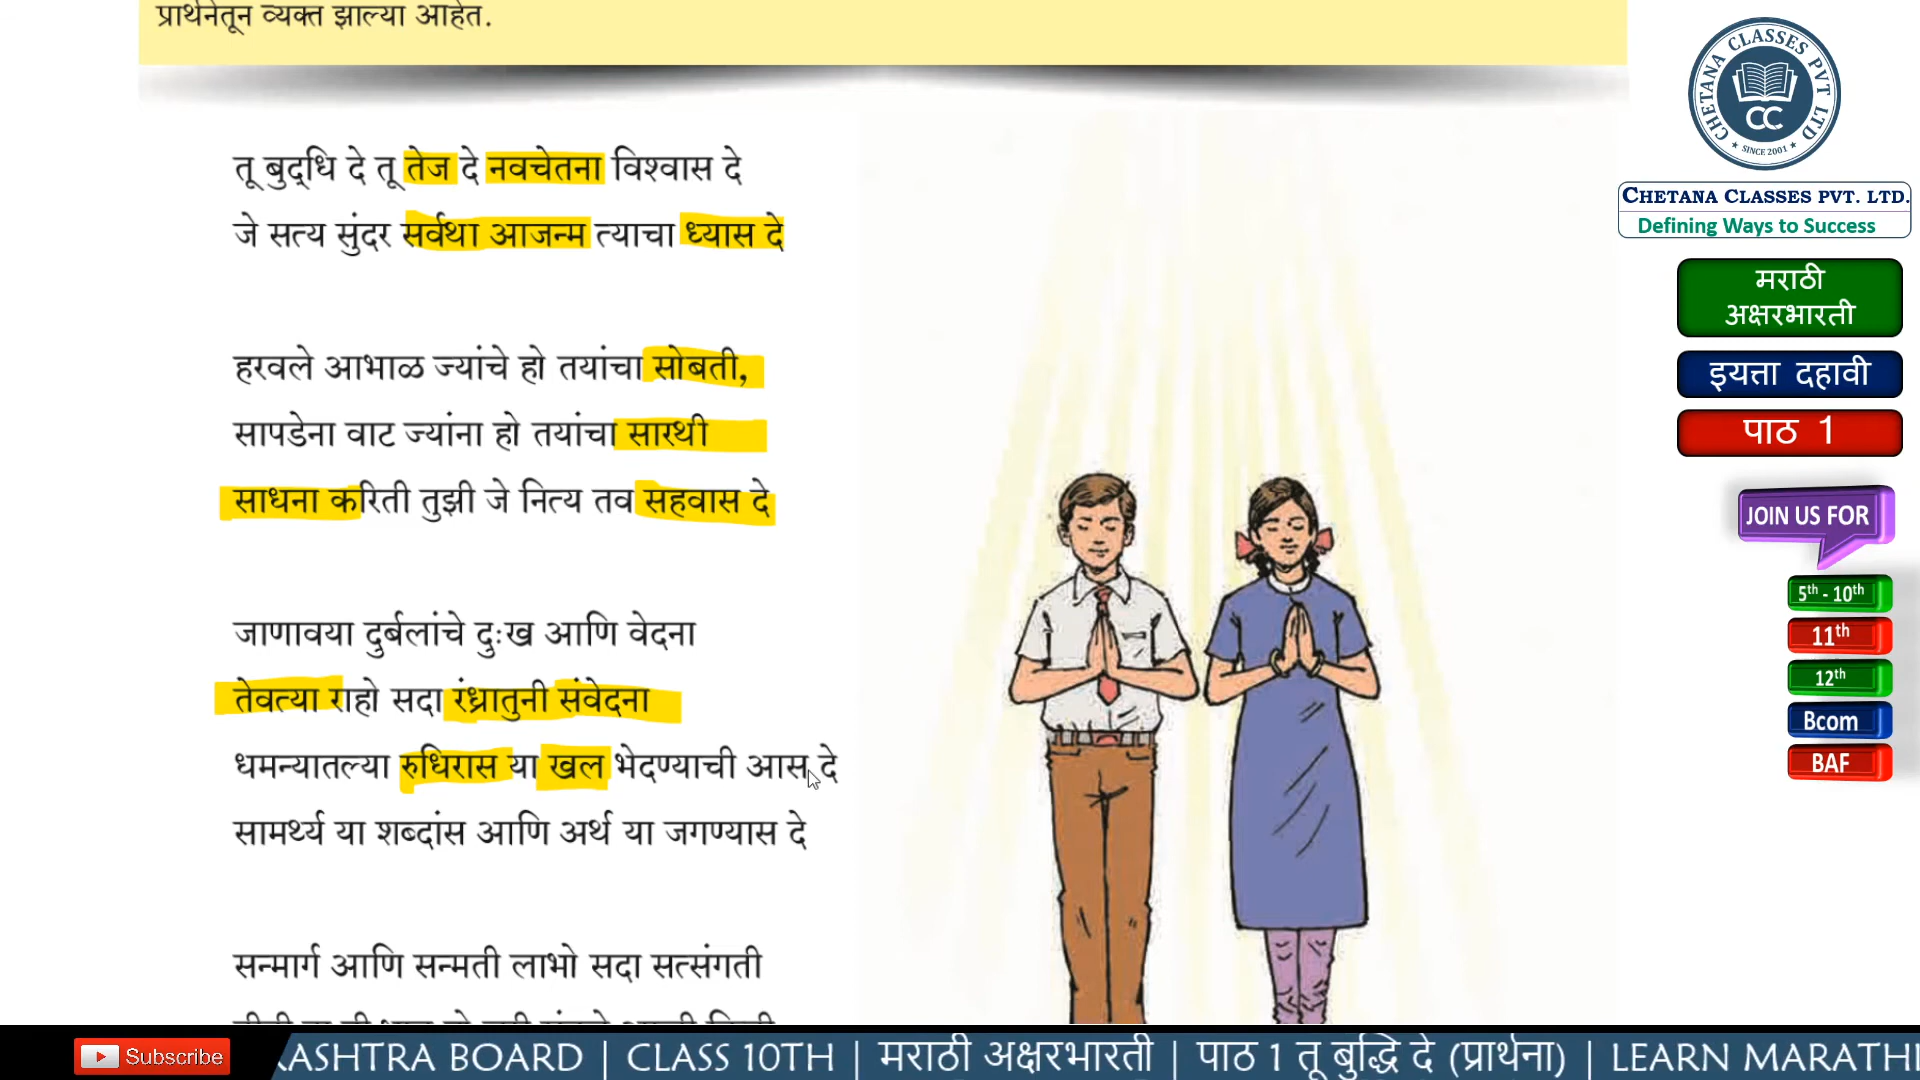 प्रार्थनेतून व्यक्त झाल्या आहेत.
तू बुद्‌धि दे तू तेज दे नवचेतना विश्वास दे
जे सत्य सुंदर सर्वथा आजन्म त्याचा ध्यास दे
हरवले आभाळ ज्यांचे हो तयांचा सोबती,
सापडेना वाट ज्यांना हो तयांचा सारथी
साधना करिती तुझी जे नित्य तव सहवास दे
जाणावया दुर्बलांचे दुःख आणि वेदना
तेवत्या राहो सदा रंध्रातुनी संवेदना
धमन्यातल्या रुधिरास या खल भेदण्याची आस दे
सामर्थ्य या शब्दांस आणि अर्थ या जगण्यास दे
सन्मार्ग आणि सन्मती लाभो सदा सत्संगती
CHETANA CLASSES PVT LTD
CC
SINCE 2001
CHETANA CLASSES PVT. LTD.
Defining Ways to Success
मराठी
अक्षरभारती
इयत्ता दहावी
पाठ 1
JOIN US FOR
5th - 10th
11th
12th
Bcom
BAF
Subscribe
RASHTRA BOARD | CLASS 10TH | मराठी अक्षरभारती | पाठ 1 तू बुद्धि दे (प्रार्थना) | LEARN MARATHI